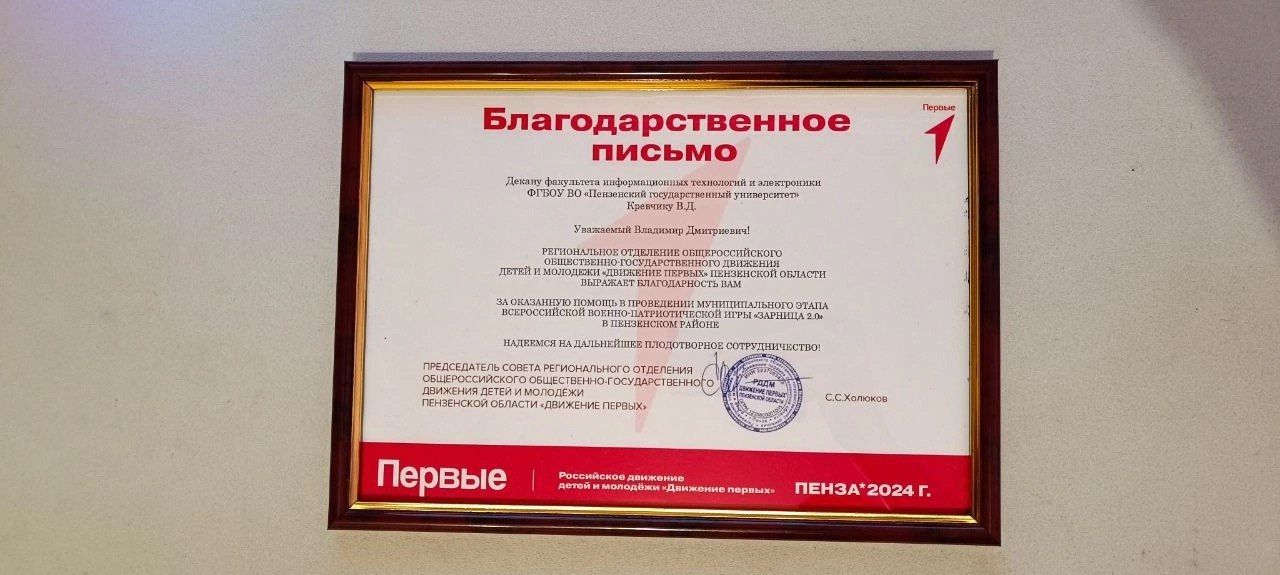 Благодарственное
письмо
Первые
Декану факультета информационных технологий и электроники
ФГБОУ ВО «Пензенский государственный университет»
Кревчику В.Д.
Уважаемый Владимир Дмитриевич!
РЕГИОНАЛЬНОЕ ОТДЕЛЕНИЕ ОБЩЕРОССИЙСКОГО
ОБЩЕСТВЕННО-ГОСУДАРСТВЕННОГО ДВИЖЕНИЯ
ДЕТЕЙ И МОЛОДЕЖИ «ДВИЖЕНИЕ ПЕРВЫХ» ПЕНЗЕНСКОЙ ОБЛАСТИ
ВЫРАЖАЕТ БЛАГОДАРНОСТЬ ВАМ
ЗА ОКАЗАННУЮ ПОМОЩЬ В ПРОВЕДЕНИИ МУНИЦИПАЛЬНОГО ЭТАПА
ВСЕРОССИЙСКОЙ ВОЕННО-ПАТРИОТИЧЕСКОЙ ИГРЫ «ЗАРНИЦА 2.0»
В ПЕНЗЕНСКОМ РАЙОНЕ
НАДЕЕМСЯ НА ДАЛЬНЕЙШЕЕ ПЛОДОТВОРНОЕ СОТРУДНИЧЕСТВО!
ПРЕДСЕДАТЕЛЬ СОВЕТА РЕГИОНАЛЬНОГО ОТДЕЛЕНИЯ
ОБЩЕРОССИЙСКОГО ОБЩЕСТВЕННО-ГОСУДАРСТВЕННОГО
ДВИЖЕНИЯ ДЕТЕЙ И МОЛОДЁЖИ
ПЕНЗЕНСКОЙ ОБЛАСТИ «ДВИЖЕНИЕ ПЕРВЫХ»
РДДМ
ДВИЖЕНИЕ ПЕРВЫХ
ПЕНЗЕНСКОЙ ОБЛАСТИ
С.С.Холюков
Первые
Российское движение
детей и молодёжи «Движение первых»
ПЕНЗА*2024 Г.